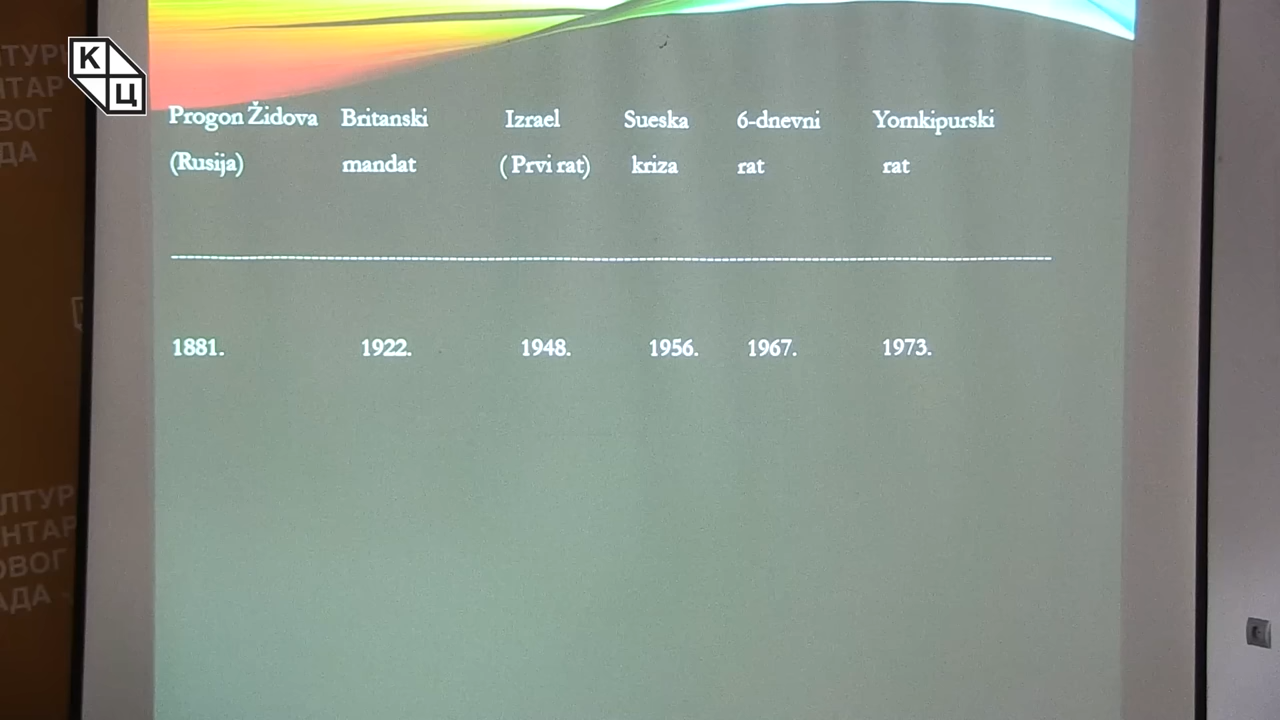 К
Ц
Progon Židova Britanski Izrael Sueska 6-dnevni Yomkipurski
(Rusija) mandat ( Prvi rat) kriza rat rat
1881. 1922. 1948. 1956. 1967. 1973.